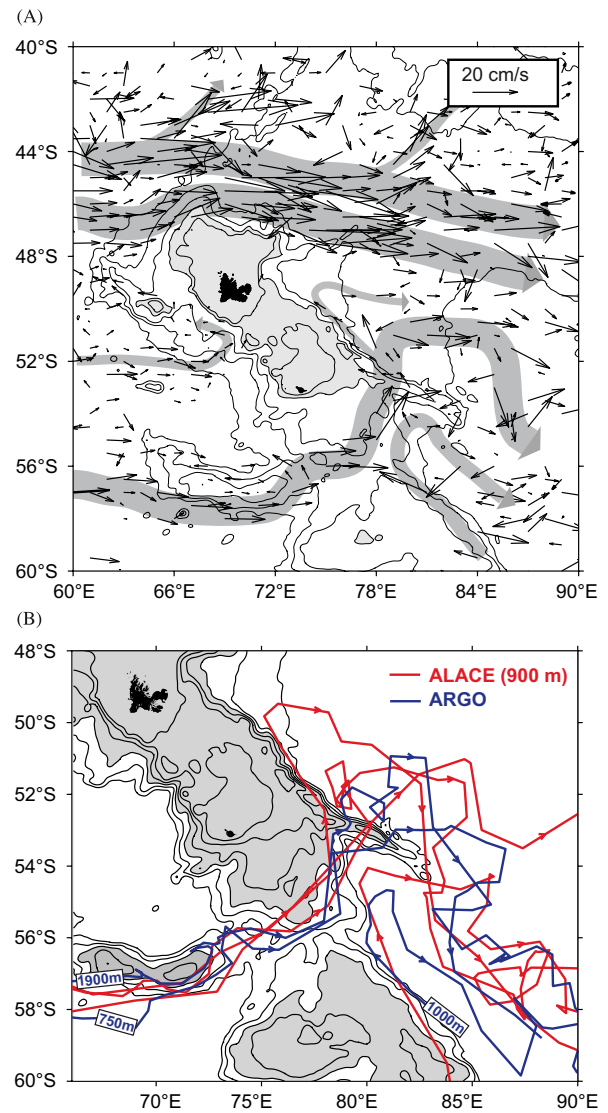 (A)
40°S
20 cm/s
44°S
48°S
52°S
56°S
60°S
60°E 66°E 72°E 78°E 84°E 90°E
(B)
48°S
ALACE (900 m)
50°S
ARGO
52°S
54°S
56°S
1900m
58°S
750m
1000m
60°S
70°E 75°E 80°E 85°E 90°E